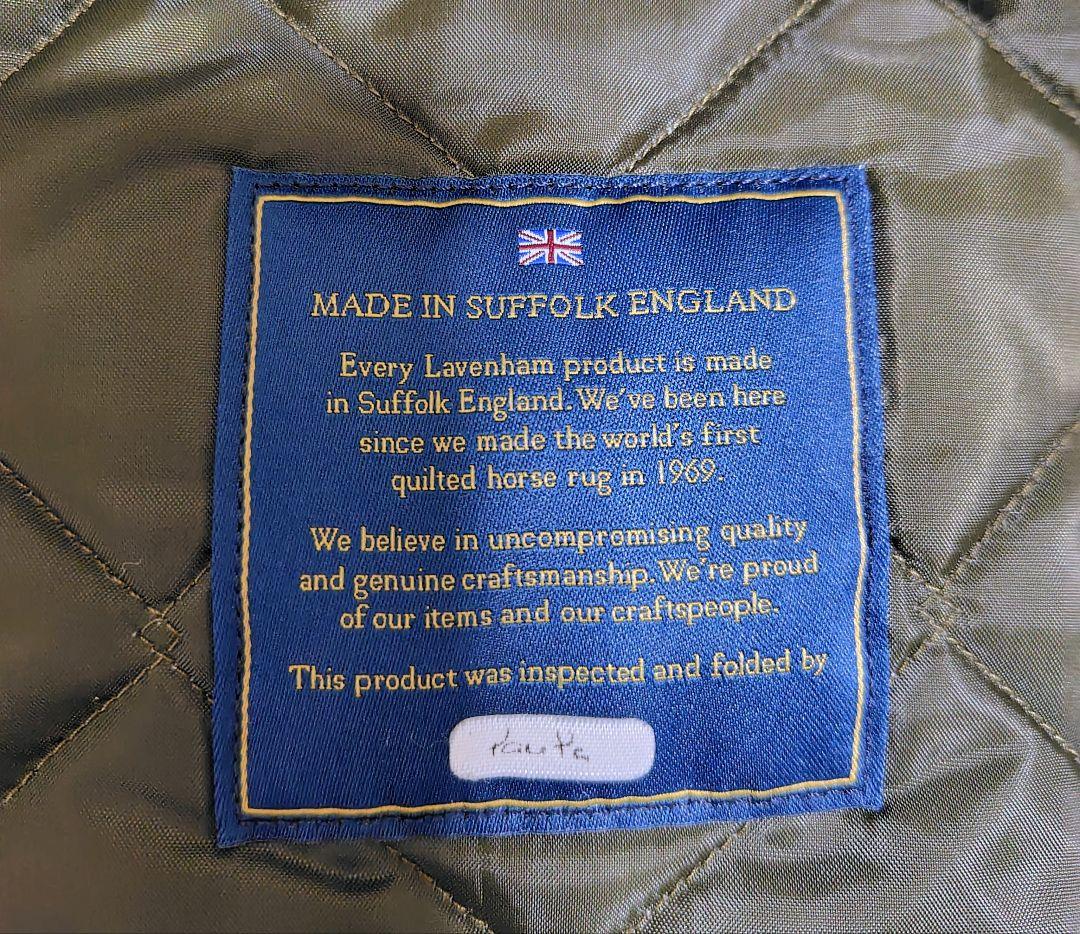 MADE IN SUFFOLK ENGLAND
Every Lavenham product is made
in Suffolk England. We've been here
since we made the world's first
quilted horse rug in 1969.
We believe in uncompromising quality
and genuine craftsmanship. We're proud
of our items and our craftspeople.
This product was inspected and folded by